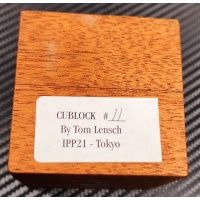 CUBLOCK # 11
By Tom Lensch
IPP21 - Tokyo